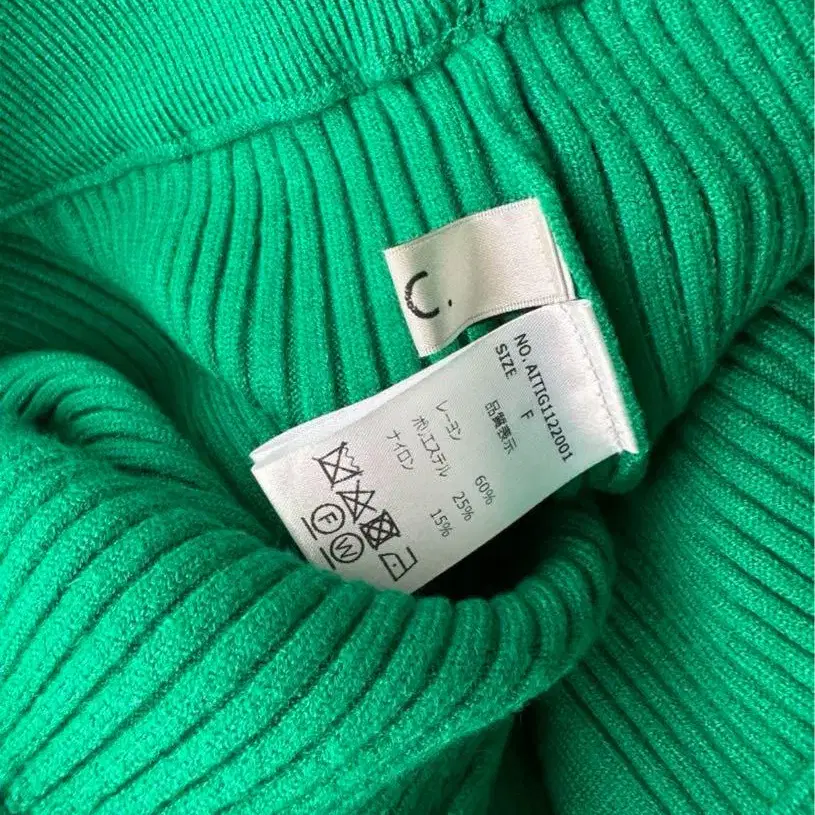 C.
NO.AITIG1122001
SIZE F
品質表示
レーヨン 60%
ポリエステル 25%
ナイロン 15%
F
W